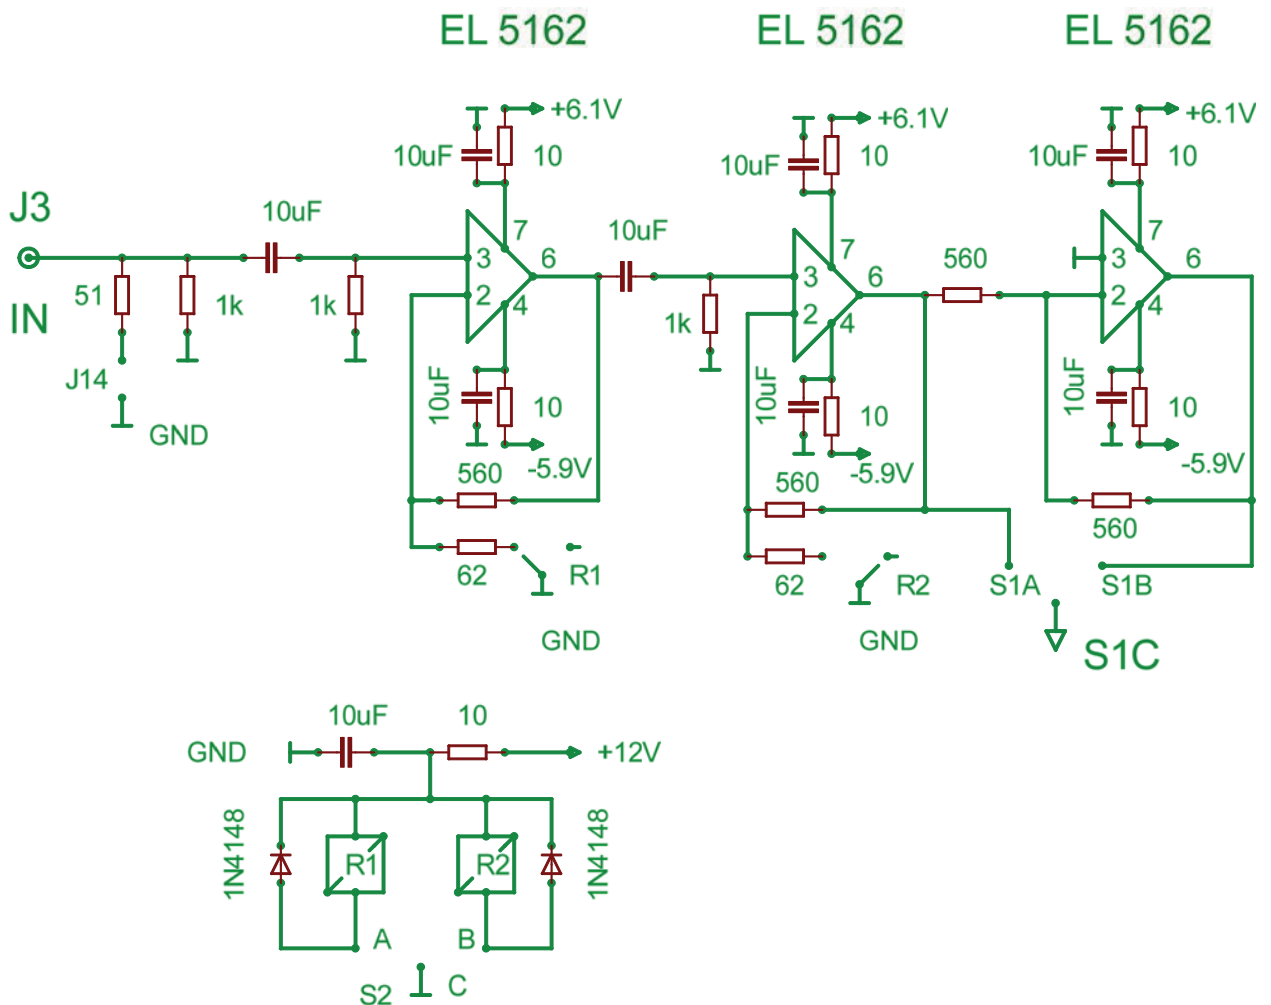 EL 5162 EL 5162 EL 5162
+6.1V +6.1V +6.1V
10uF 10 10uF 10 10uF 10
J3 10uF 10uF
7 7 7
3 6 3 6 560 3 6
51 1k 1k 2 4 1k 2 4 2 4
IN
J14
10uF 10 10uF 10 10uF 10
GND
-5.9V -5.9V -5.9V
560 560 560
62 R1 62 R2 S1A S1B
GND GND S1C
10uF 10
GND +12V
1N4148 R1 R2 1N4148
A B
S2 C